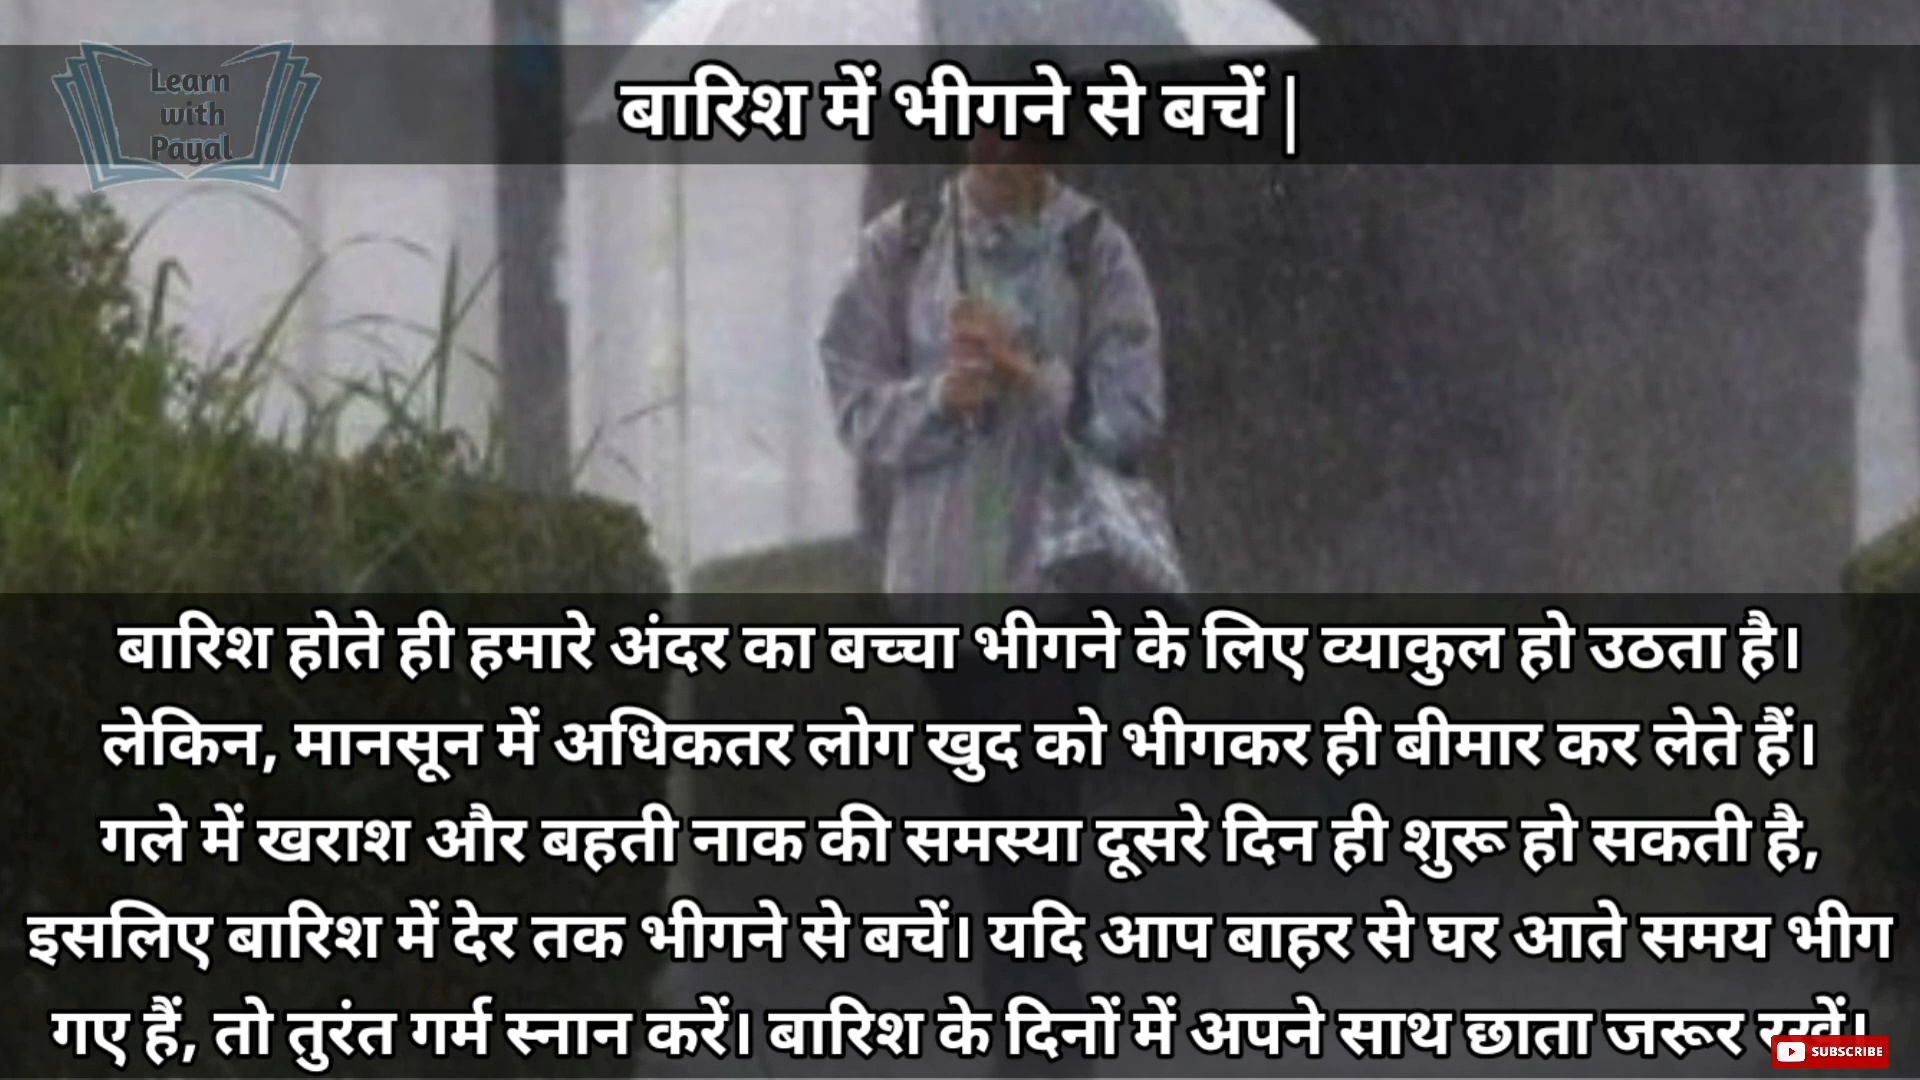 Learn
with
Payal
बारिश में भीगने से बचें |
बारिश होते ही हमारे अंदर का बच्चा भीगने के लिए व्याकुल हो उठता है।
लेकिन, मानसून में अधिकतर लोग खुद को भीगकर ही बीमार कर लेते हैं।
गले में खराश और बहती नाक की समस्या दूसरे दिन ही शुरू हो सकती है,
इसलिए बारिश में देर तक भीगने से बचें। यदि आप बाहर से घर आते समय भीग
गए हैं, तो तुरंत गर्म स्नान करें। बारिश के दिनों में अपने साथ छाता जरूर रखें।
SUBSCRIBE